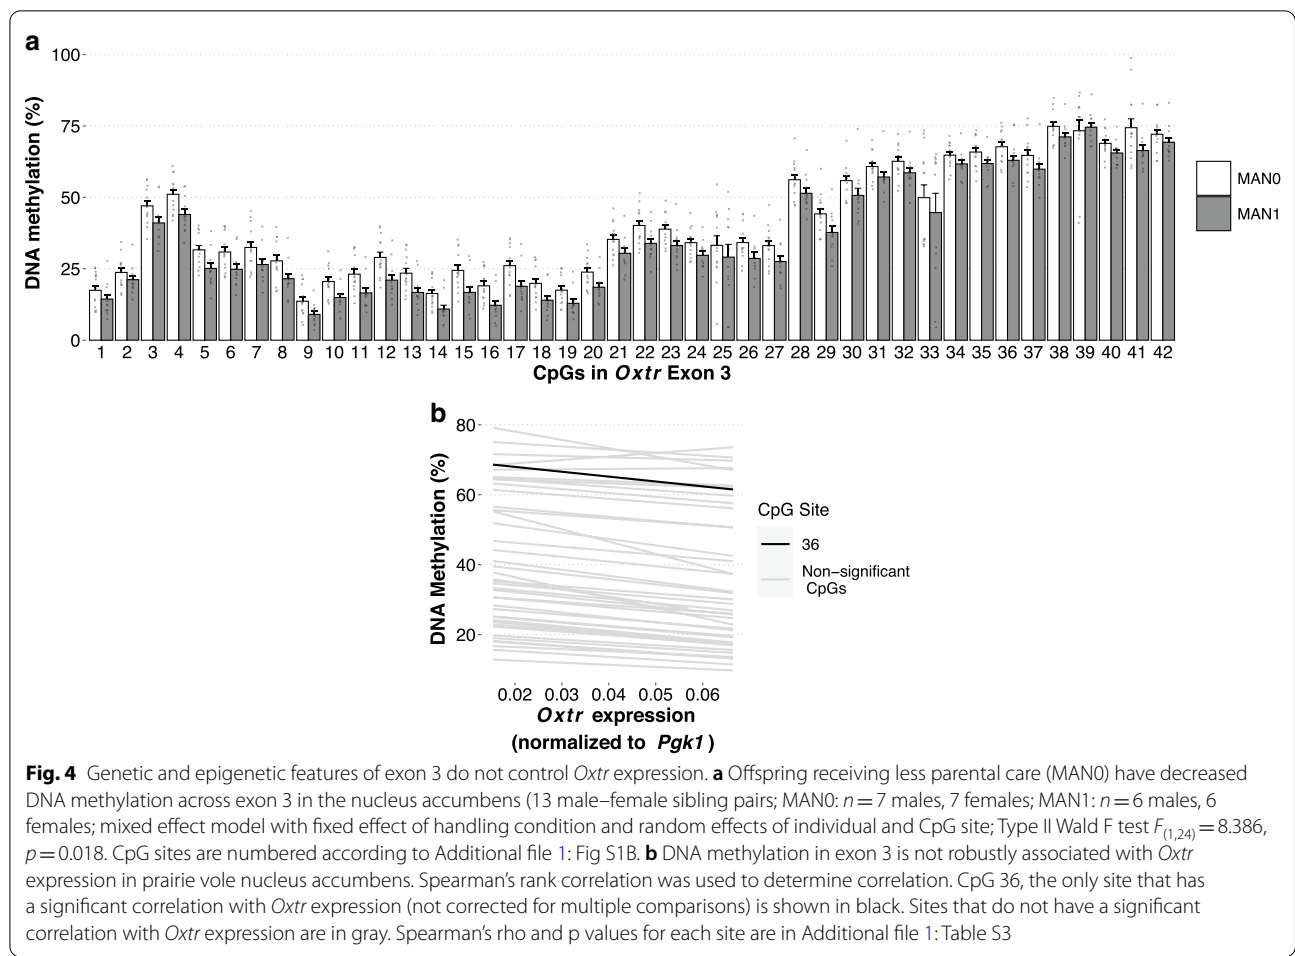 a
100
75
50
25
0
DNA methylation (%)
1 2 3 4 5 6 7 8 9 10 11 12 13 14 15 16 17 18 19 20 21 22 23 24 25 26 27 28 29 30 31 32 33 34 35 36 37 38 39 40 41 42
CpGs in Oxtr Exon 3
MAN0
MAN1
b
80
60
40
20
DNA Methylation (%)
0.02 0.03 0.04 0.05 0.06
Oxtr expression
(normalized to Pgk1)
CpG Site
36
Non–significant
CpGs
Fig. 4 Genetic and epigenetic features of exon 3 do not control Oxtr expression. a Offspring receiving less parental care (MAN0) have decreased
DNA methylation across exon 3 in the nucleus accumbens (13 male–female sibling pairs; MAN0: n = 7 males, 7 females; MAN1: n = 6 males, 6
females; mixed effect model with fixed effect of handling condition and random effects of individual and CpG site; Type II Wald F test F(1,24) = 8.386,
p = 0.018. CpG sites are numbered according to Additional file 1: Fig S1B. b DNA methylation in exon 3 is not robustly associated with Oxtr
expression in prairie vole nucleus accumbens. Spearman's rank correlation was used to determine correlation. CpG 36, the only site that has
a significant correlation with Oxtr expression (not corrected for multiple comparisons) is shown in black. Sites that do not have a significant
correlation with Oxtr expression are in gray. Spearman's rho and p values for each site are in Additional file 1: Table S3